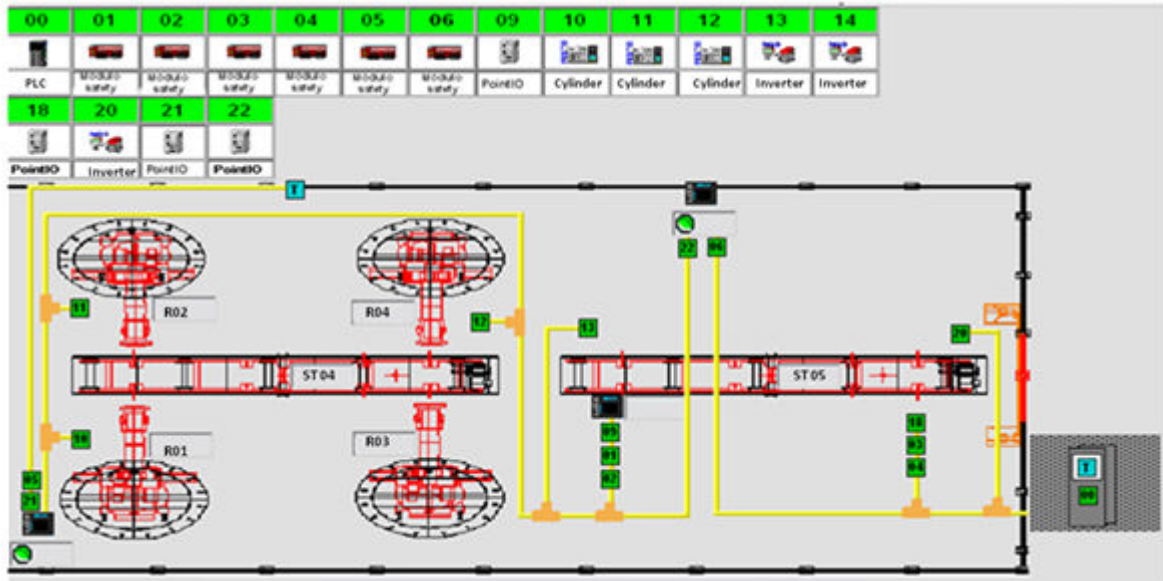 00 01 02 03 04 05 06 09 10 11 12 13 14
PLC Modulo safety Modulo safety Modulo safety Modulo safety Modulo safety Modulo safety PointIO Cylinder Cylinder Cylinder Inverter Inverter
18 20 21 22
PointIO Inverter PointIO PointIO
T
22 06
11 R02 R04 12 13 20
ST04 ST05
10 R01 R03
09 18
01 03
05 02 04 T
21 00